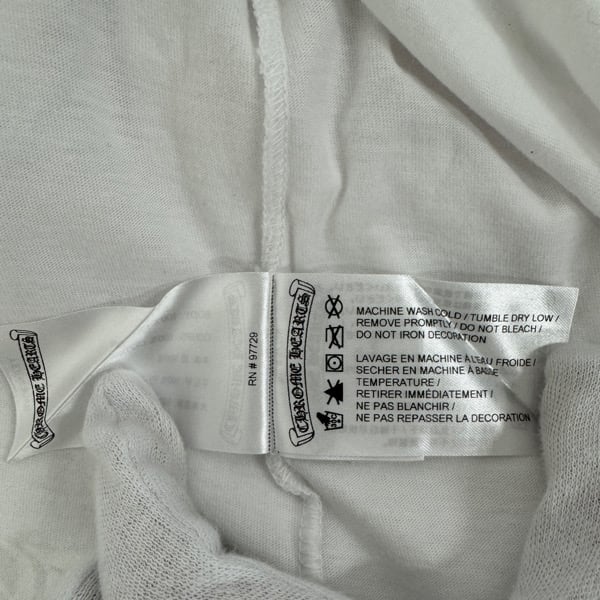 CHROME HEARTS
RN # 97729
CHROME HEARTS
MACHINE WASH COLD / TUMBLE DRY LOW /
REMOVE PROMPTLY / DO NOT BLEACH /
DO NOT IRON DECORATION
LAVAGE EN MACHINE À L'EAU FROIDE /
SECHER EN MACHINE À BASSE
TEMPERATURE /
RETIRER IMMÉDIATEMENT /
NE PAS BLANCHIR /
NE PAS REPASSER LA DECORATION